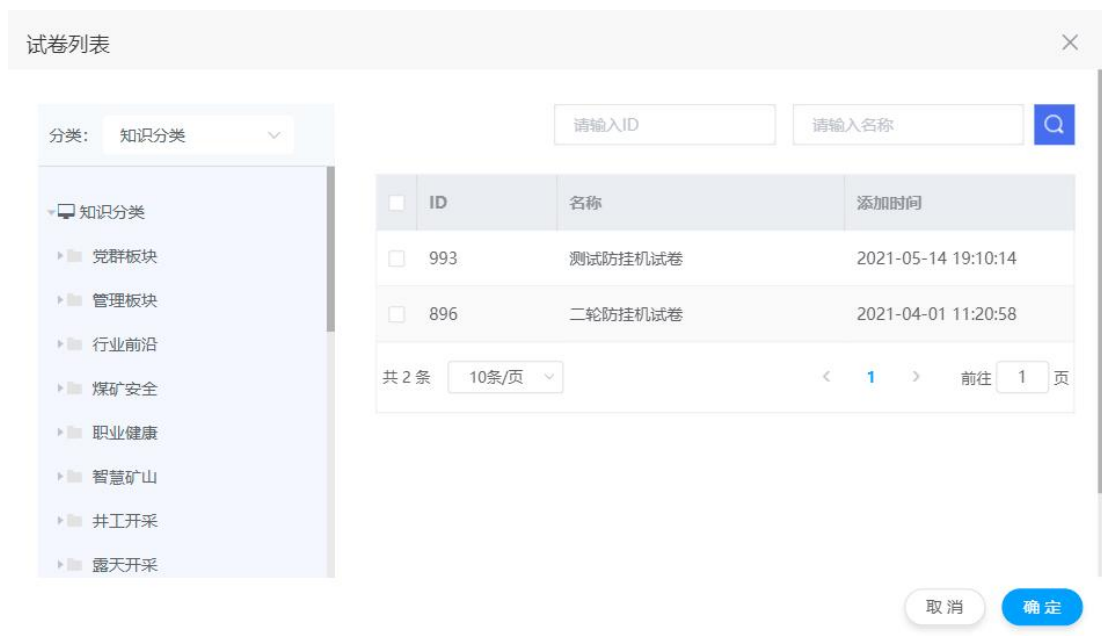 试卷列表
分类： 知识分类
知识分类
党群板块
管理板块
行业前沿
煤矿安全
职业健康
智慧矿山
井工开采
露天开采
请输入ID 请输入名称
ID 名称 添加时间
993 测试防挂机试卷 2021-05-14 19:10:14
896 二轮防挂机试卷 2021-04-01 11:20:58
共 2 条 10条/页 1 前往 1 页
取消 确定